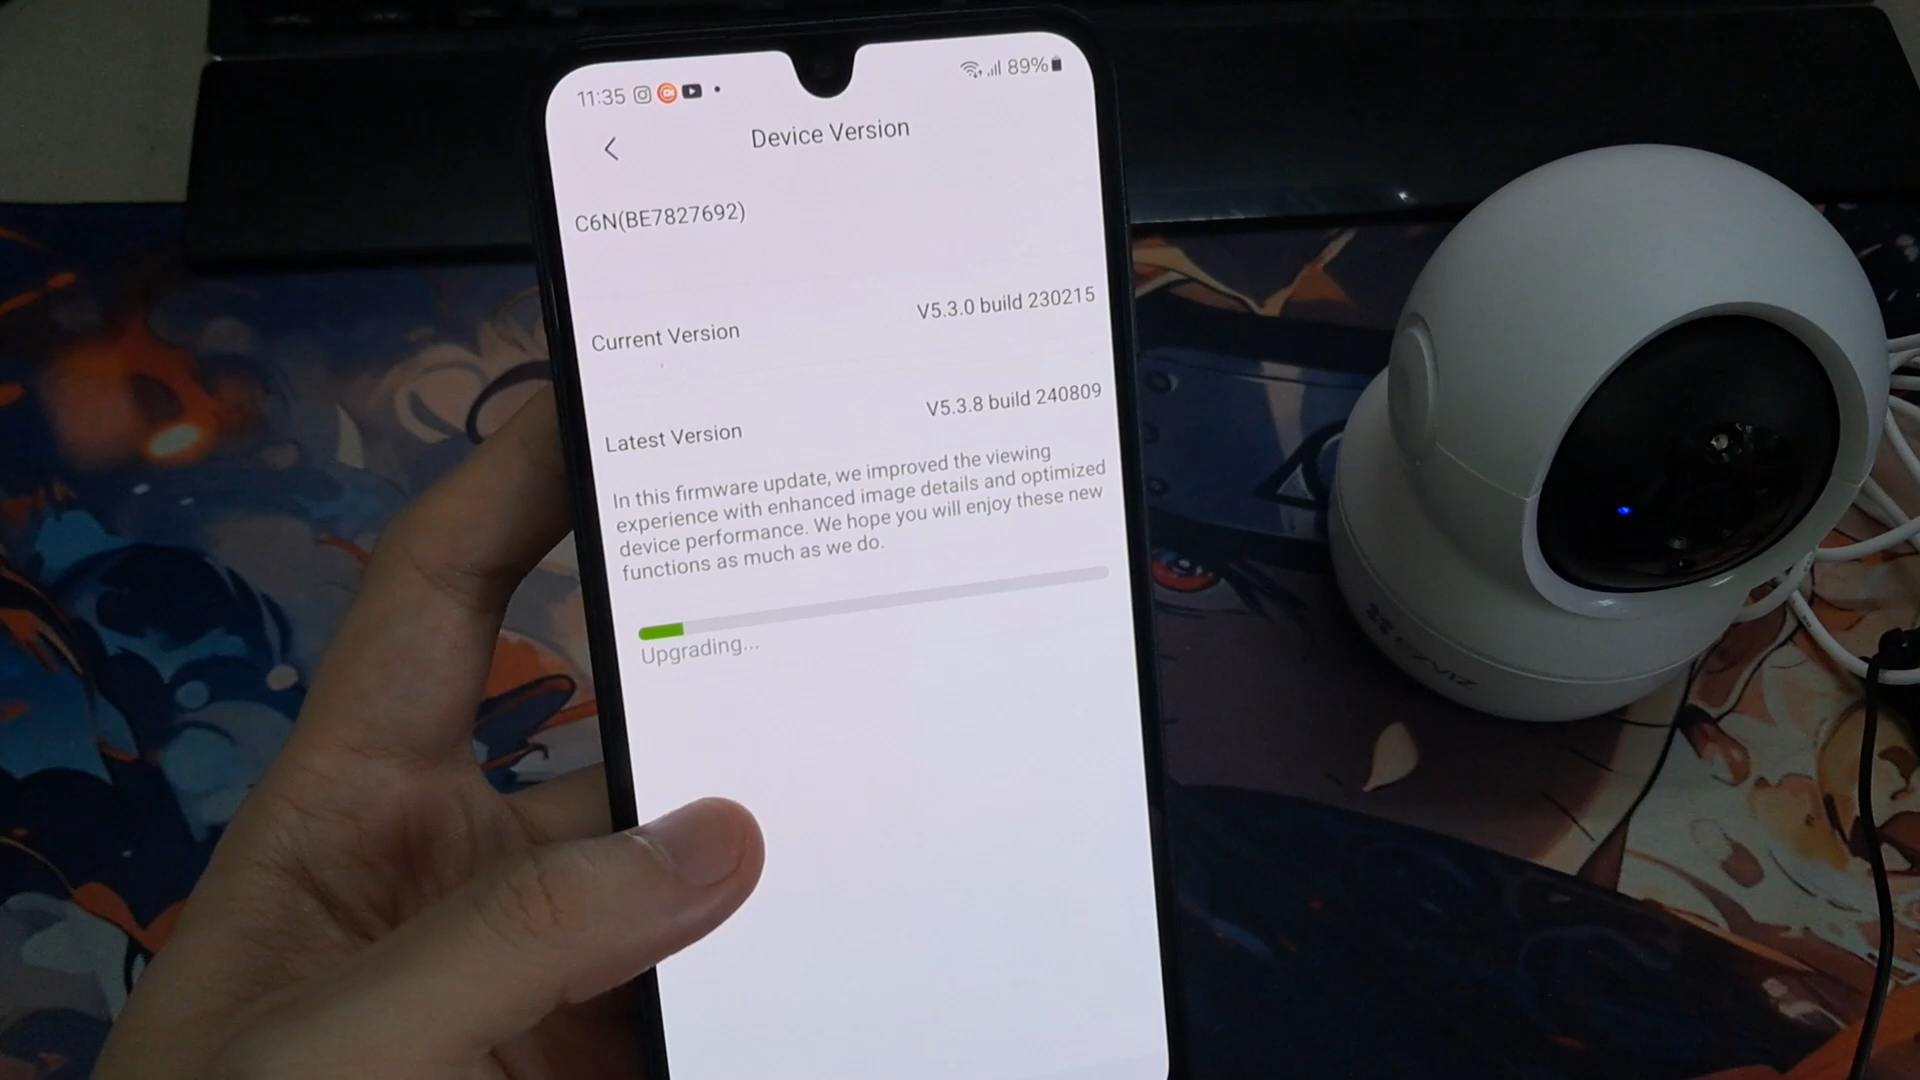 11:35
89%
Device Version
C6N(BE7827692)
V5.3.0 build 230215
Current Version
V5.3.8 build 240809
Latest Version
In this firmware update, we improved the viewing
experience with enhanced image details and optimized
device performance. We hope you will enjoy these new
functions as much as we do.
Upgrading...